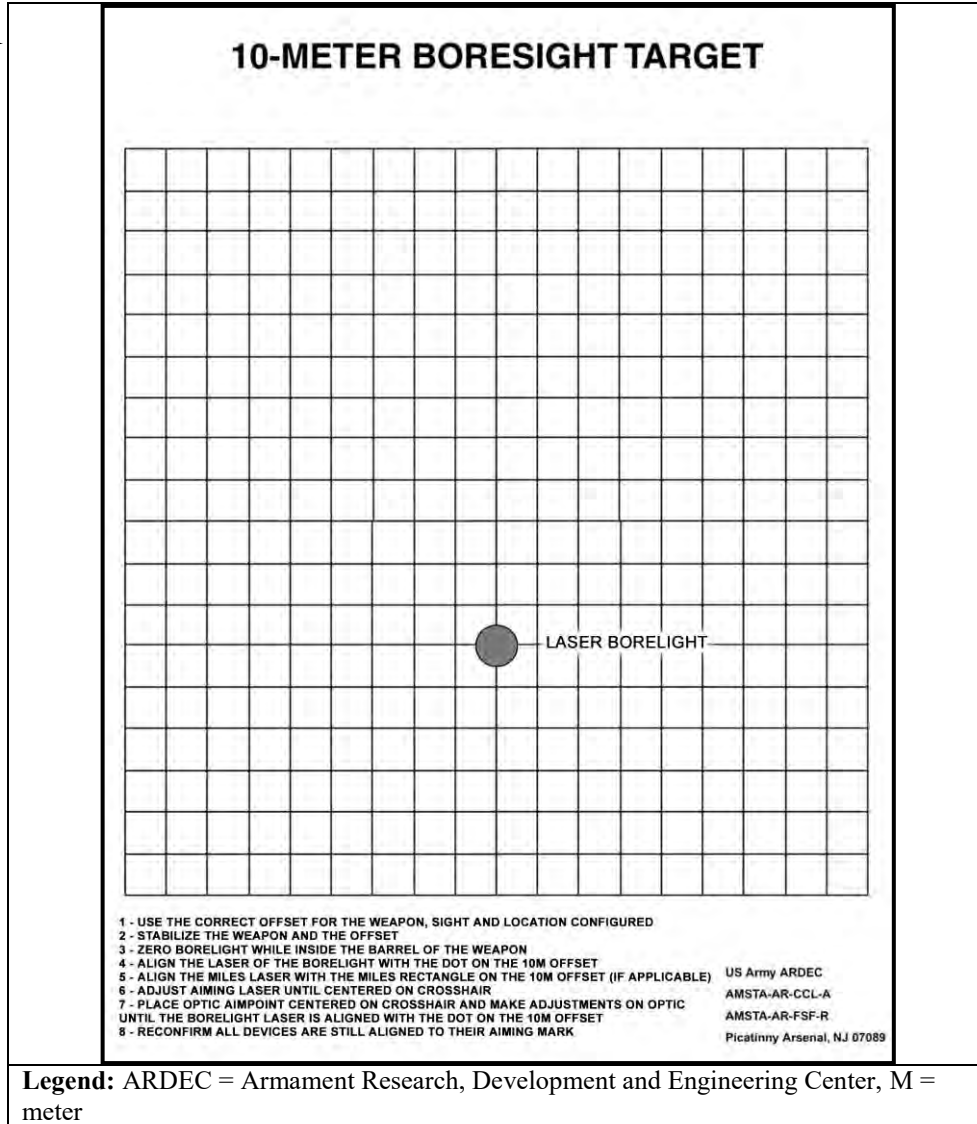 10-METER BORESIGHT TARGET
LASER BORELIGHT
1 - USE THE CORRECT OFFSET FOR THE WEAPON, SIGHT AND LOCATION CONFIGURED
2 - STABILIZE THE WEAPON AND THE OFFSET
3 - ZERO BORELIGHT WHILE INSIDE THE BARREL OF THE WEAPON
4 - ALIGN THE LASER OF THE BORELIGHT WITH THE DOT ON THE 10M OFFSET
5 - ALIGN THE MILES LASER WITH THE MILES RECTANGLE ON THE 10M OFFSET (IF APPLICABLE)
6 - ADJUST AIMING LASER UNTIL CENTERED ON CROSSHAIR
7 - PLACE OPTIC AIMPOINT CENTERED ON CROSSHAIR AND MAKE ADJUSTMENTS ON OPTIC
UNTIL THE BORELIGHT LASER IS ALIGNED WITH THE DOT ON THE 10M OFFSET
8 - RECONFIRM ALL DEVICES ARE STILL ALIGNED TO THEIR AIMING MARK
US Army ARDEC
AMSTA-AR-CCL-A
AMSTA-AR-FSF-R
Picatinny Arsenal, NJ 07089
Legend: ARDEC = Armament Research, Development and Engineering Center, M =
meter